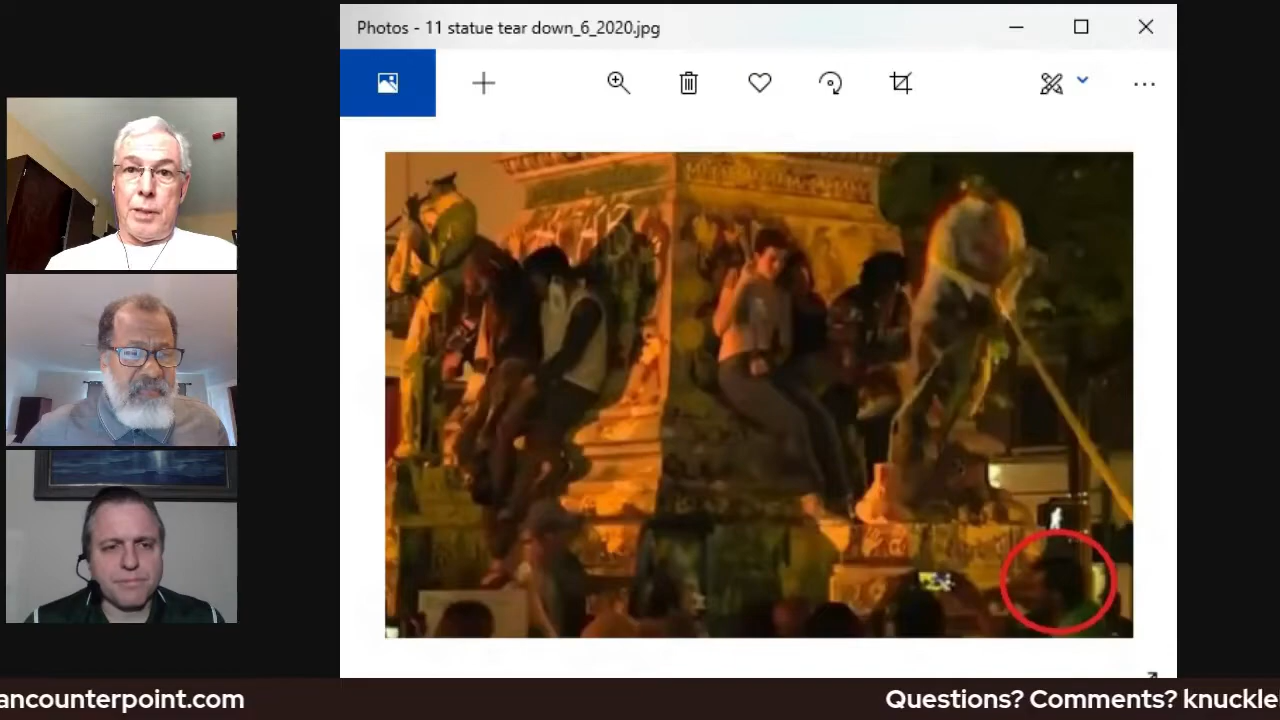 Photos - 11 statue tear down_6_2020.jpg
ancounterpoint.com
Questions? Comments? knuckle